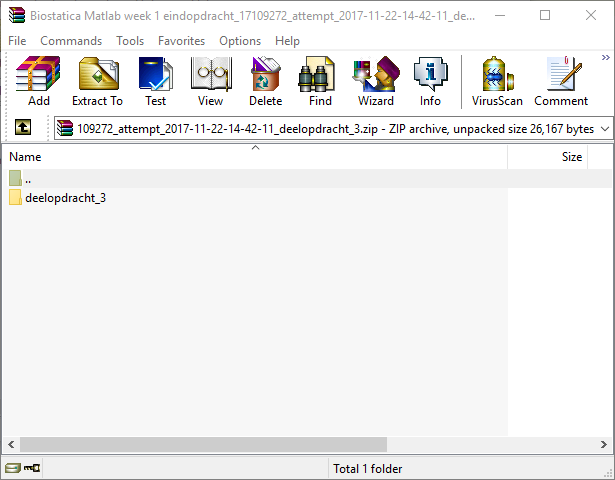 Biostatica Matlab week 1 eindopdracht_17109272_attempt_2017-11-22-14-42-11_de...
File Commands Tools Favorites Options Help
Add Extract To Test View Delete Find Wizard Info VirusScan Comment
109272_attempt_2017-11-22-14-42-11_deelopdracht_3.zip - ZIP archive, unpacked size 26,167 bytes
Name Size
..
deelopdracht_3
Total 1 folder